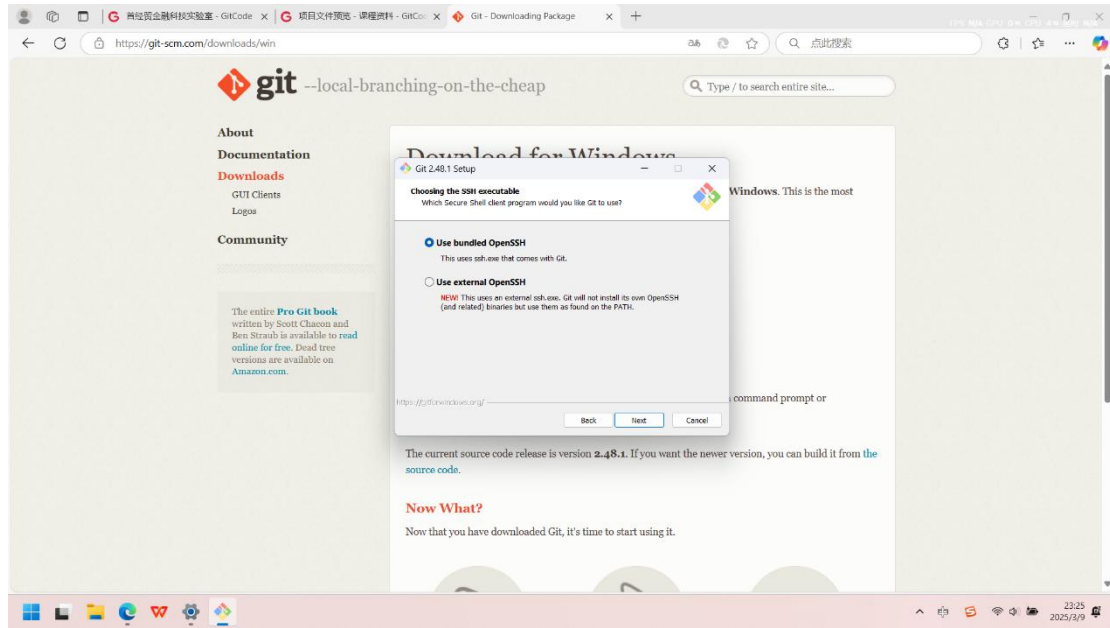 首经贸金融科技实验室 - GitCode
项目文件预览 - 课程资料 - GitCo
Git - Downloading Package
https://git-scm.com/downloads/win
点此搜索
git --local-branching-on-the-cheap
Type / to search entire site...
About
Documentation
Downloads
GUI Clients
Logos
Community
The entire Pro Git book
written by Scott Chacon and
Ben Straub is available to read
online for free. Dead tree
versions are available on
Amazon.com.
Download for Windows
Windows. This is the most
Git 2.48.1 Setup
Choosing the SSH executable
Which Secure Shell client program would you like Git to use?
Use bundled OpenSSH
This uses ssh.exe that comes with Git.
Use external OpenSSH
NEW! This uses an external ssh.exe. Git will not install its own OpenSSH
(and related) binaries but use them as found on the PATH.
https://gitforwindows.org/
Back
Next
Cancel
command prompt or
The current source code release is version 2.48.1. If you want the newer version, you can build it from the
source code.
Now What?
Now that you have downloaded Git, it's time to start using it.
23:25
2025/3/9